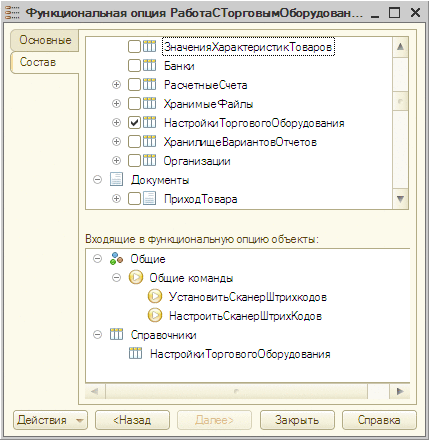 Функциональная опция РаботаСТорговымОборудован...
Основные
Состав
ЗначенияХарактеристикТоваров
Банки
РасчетныеСчета
ХранимыеФайлы
НастройкиТорговогоОборудования
ХранилищеВариантовОтчетов
Организации
Документы
ПриходТовара
Входящие в функциональную опцию объекты:
Общие
Общие команды
УстановитьСканерШтрихкодов
НастроитьСканерШтрихКодов
Справочники
НастройкиТорговогоОборудования
Действия
<Назад
Далее>
Закрыть
Справка